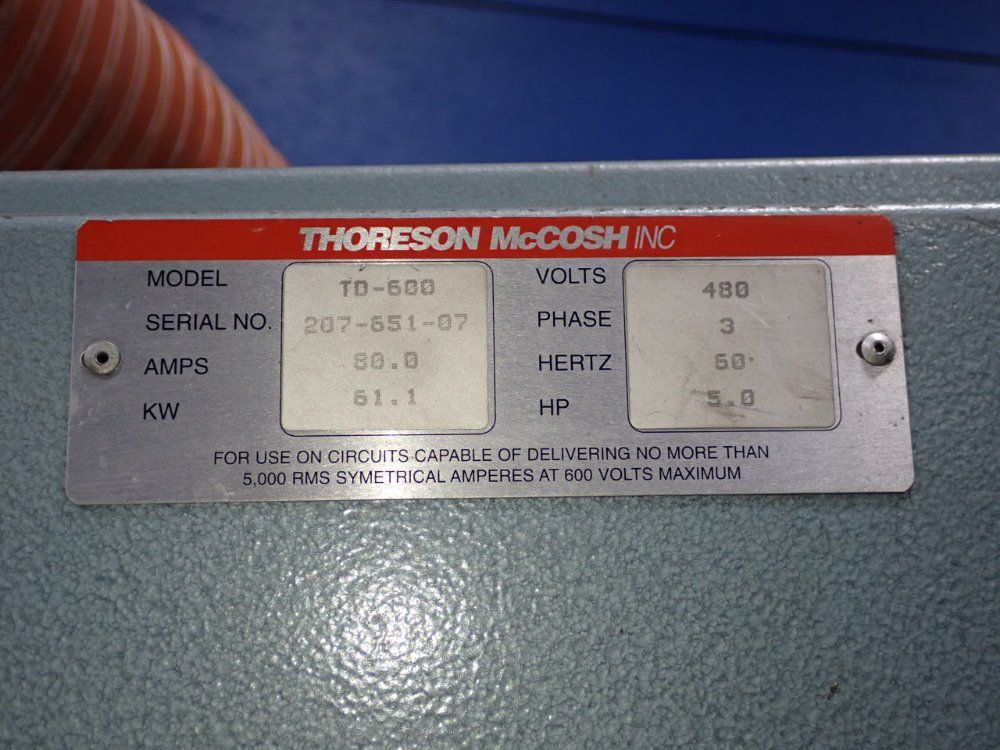 THORESON McCOSH INC
MODEL TD-600 VOLTS 480
SERIAL NO. 207-651-07 PHASE 3
AMPS 80.0 HERTZ 60
KW 61.1 HP 5.0
FOR USE ON CIRCUITS CAPABLE OF DELIVERING NO MORE THAN
5,000 RMS SYMETRICAL AMPERES AT 600 VOLTS MAXIMUM